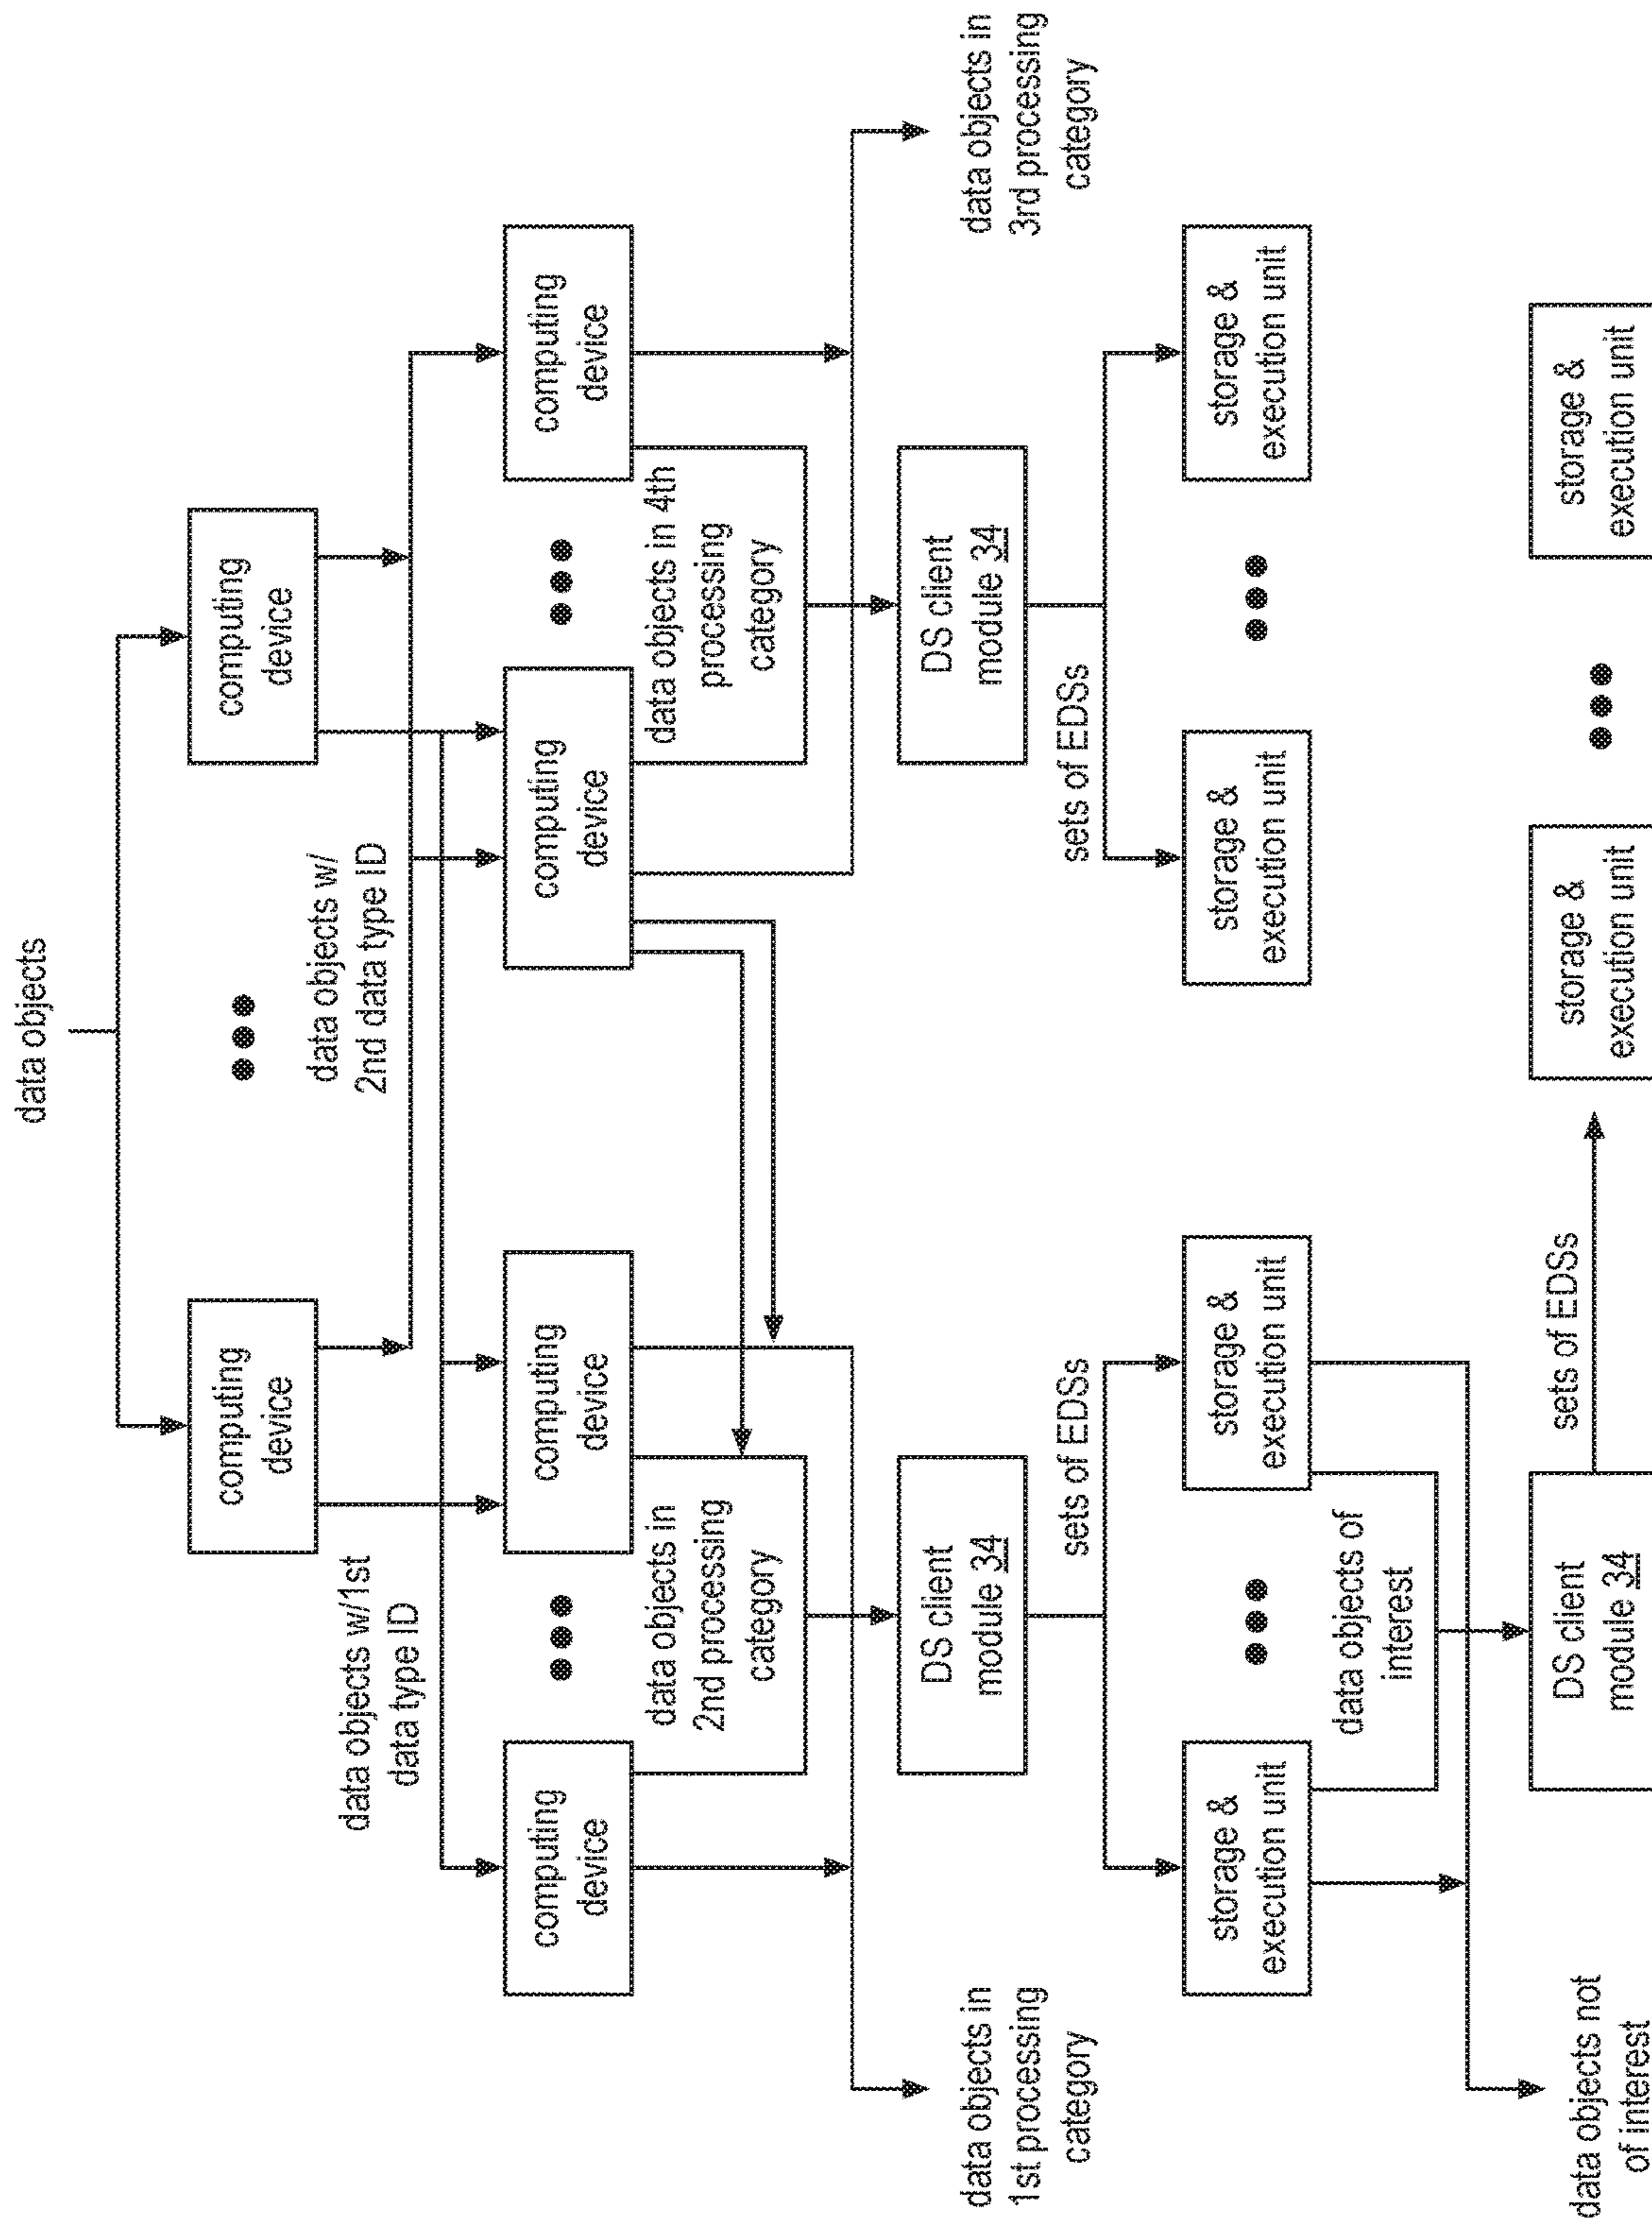 data objects
computing
device
computing
device
data objects w/1st
data type ID
data objects w/
2nd data type ID
computing
device
computing
device
computing
device
computing
device
data objects in
2nd processing
category
data objects in 4th
processing
category
data objects in
1st processing
category
DS client
module 34
DS client
module 34
data objects in
3rd processing
category
sets of EDSs
sets of EDSs
storage &
execution unit
storage &
execution unit
storage &
execution unit
storage &
execution unit
data objects of
interest
data objects not
of interest
DS client
module 34
sets of EDSs
storage &
execution unit
storage &
execution unit